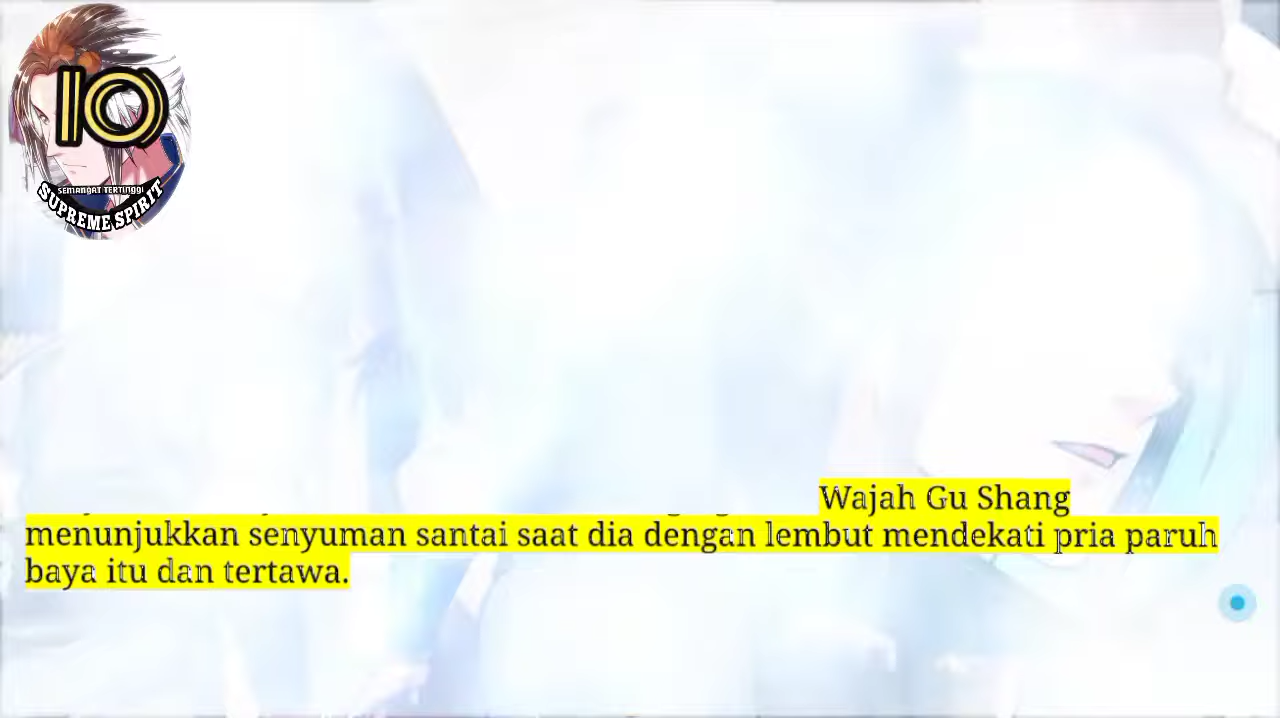 10
SEMANGAT TERTINGGI
SUPREME SPIRIT
Wajah Gu Shang
menunjukkan senyuman santai saat dia dengan lembut mendekati pria paruh
baya itu dan tertawa.